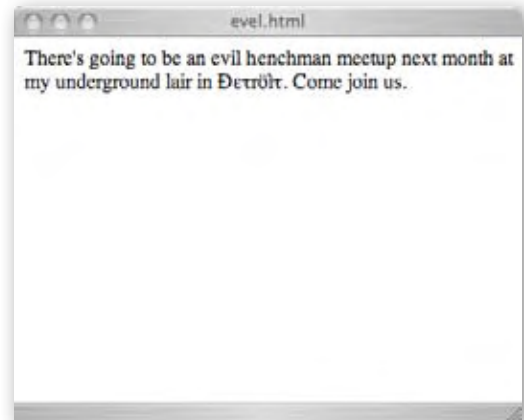 evel.html
There's going to be an evil henchman meetup next month at
my underground lair in Ðετröìτ. Come join us.